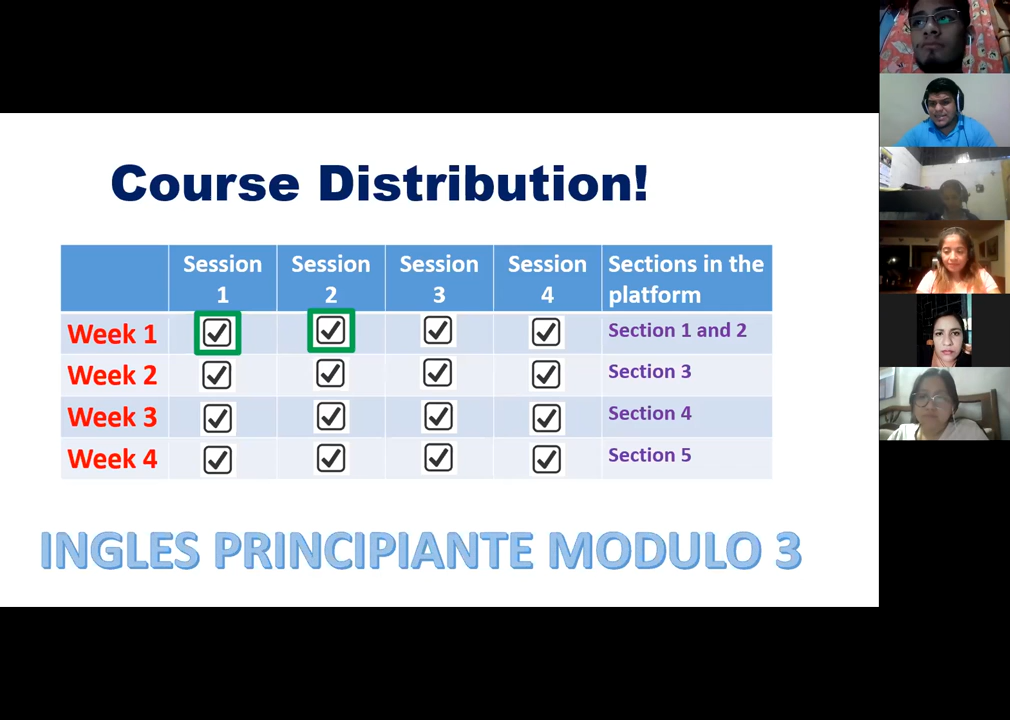 Course Distribution!
Session 1 Session 2 Session 3 Session 4 Sections in the platform
Week 1 Section 1 and 2
Week 2 Section 3
Week 3 Section 4
Week 4 Section 5
INGLES PRINCIPIANTE MODULO 3